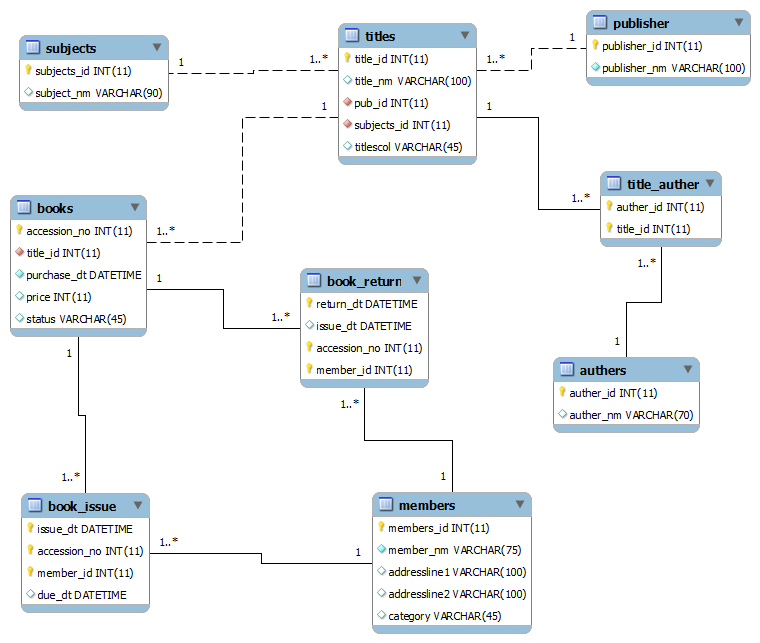 subjects
subjects_id INT(11)
subject_nm VARCHAR(90)
1
1..*
titles
title_id INT(11)
title_nm VARCHAR(100)
pub_id INT(11)
subjects_id INT(11)
titlescol VARCHAR(45)
1..*
1
publisher
publisher_id INT(11)
publisher_nm VARCHAR(100)
1
1..*
1
1..*
title_auther
auther_id INT(11)
title_id INT(11)
1..*
1
authers
auther_id INT(11)
auther_nm VARCHAR(70)
books
accession_no INT(11)
title_id INT(11)
purchase_dt DATETIME
price INT(11)
status VARCHAR(45)
1
1..*
book_return
return_dt DATETIME
issue_dt DATETIME
accession_no INT(11)
member_id INT(11)
1..*
1
1
1..*
book_issue
issue_dt DATETIME
accession_no INT(11)
member_id INT(11)
due_dt DATETIME
1..*
1
members
members_id INT(11)
member_nm VARCHAR(75)
addressline1 VARCHAR(100)
addressline2 VARCHAR(100)
category VARCHAR(45)